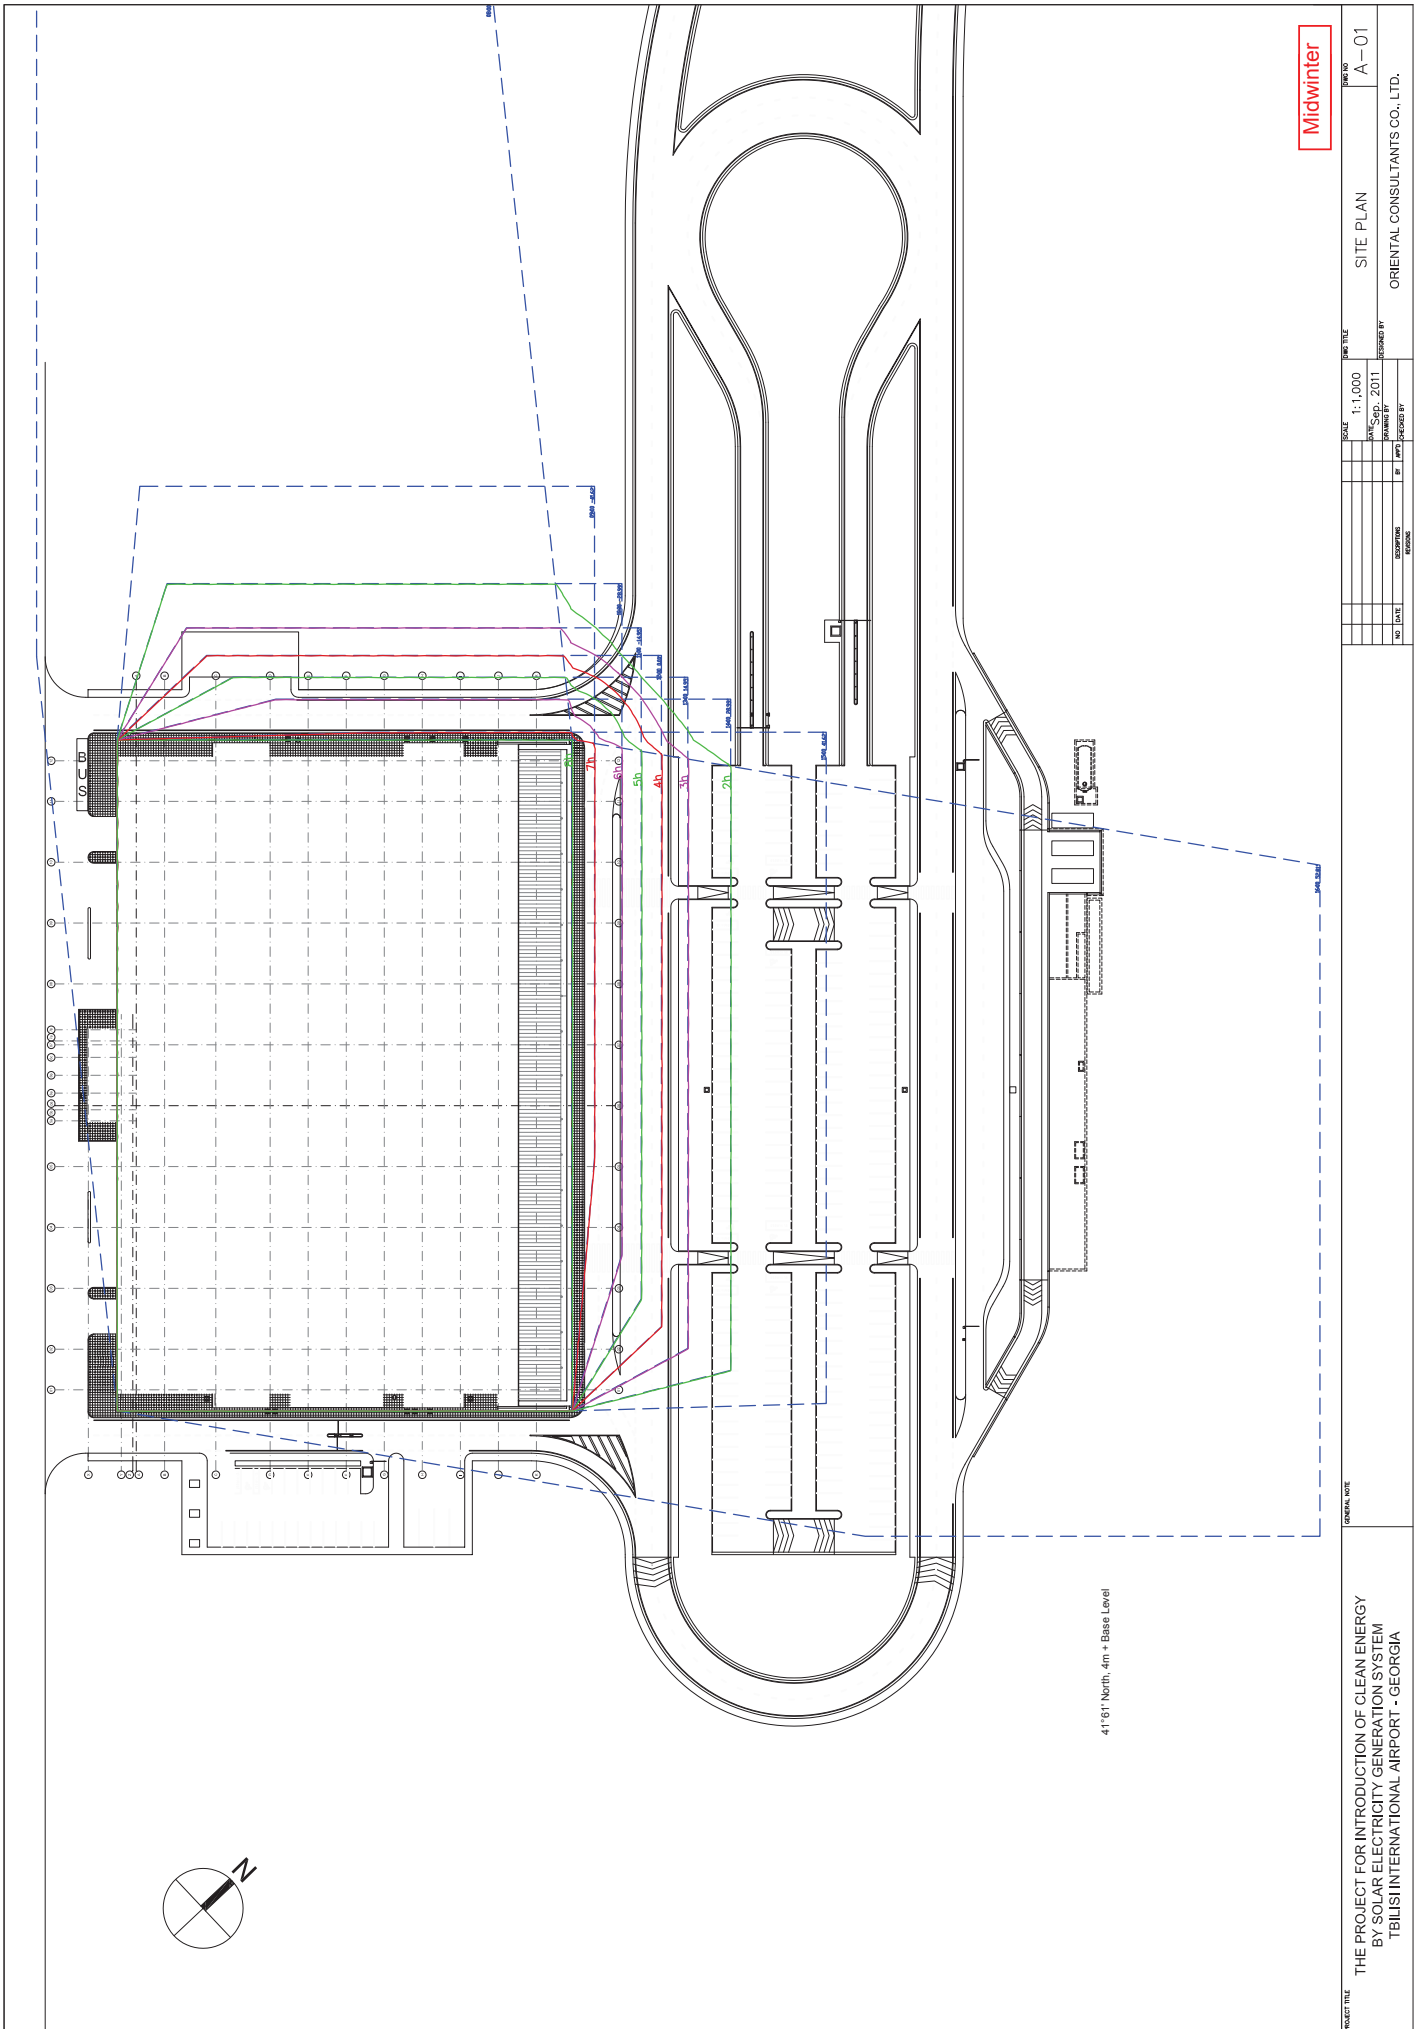 Midwinter
PROJECT TITLE
THE PROJECT FOR INTRODUCTION OF CLEAN ENERGY
BY SOLAR ELECTRICITY GENERATION SYSTEM
TBILISI INTERNATIONAL AIRPORT - GEORGIA
GENERAL NOTE
NO
DATE
DESCRIPTIONS
BY
APP'D
REVISIONS
SCALE
1:1,000
DATE
Sep. 2011
DRAWING BY
CHECKED BY
DWG TITLE
SITE PLAN
DWG NO
A-01
DESIGNED BY
ORIENTAL CONSULTANTS CO., LTD.
41°61' North, 4m + Base Level
N
BUS
7h
6h
5h
4h
3h
2h